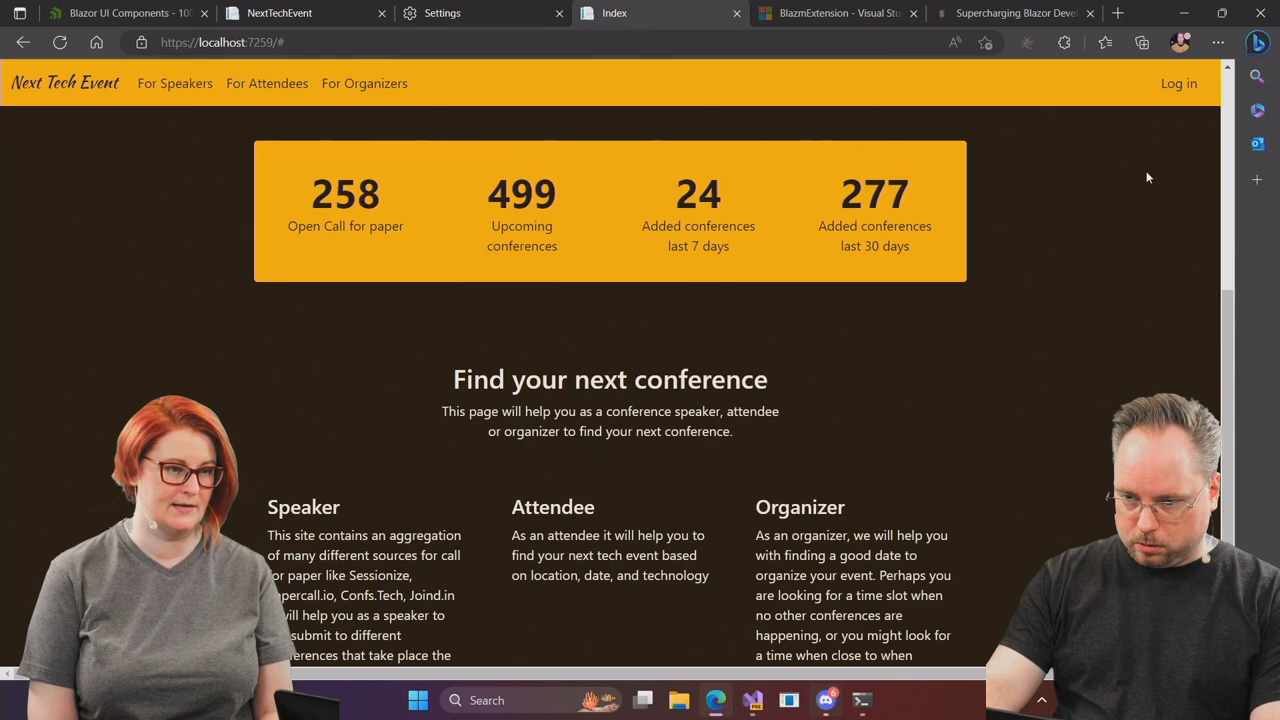 Blazor UI Components - 100
NextTechEvent
Settings
Index
BlazmExtension - Visual Stu
Supercharging Blazor Devel
https://localhost:7259/#
Next Tech Event
For Speakers
For Attendees
For Organizers
Log in
258
Open Call for paper
499
Upcoming
conferences
24
Added conferences
last 7 days
277
Added conferences
last 30 days
Find your next conference
This page will help you as a conference speaker, attendee
or organizer to find your next conference.
Speaker
This site contains an aggregation
of many different sources for call
for paper like Sessionize,
percall.io, Confs.Tech, Joind.in
will help you as a speaker to
submit to different
ferences that take place the
Attendee
As an attendee it will help you to
find your next tech event based
on location, date, and technology
Organizer
As an organizer, we will help you
with finding a good date to
organize your event. Perhaps you
are looking for a time slot when
no other conferences are
happening, or you might look for
a time when close to when
Search
6